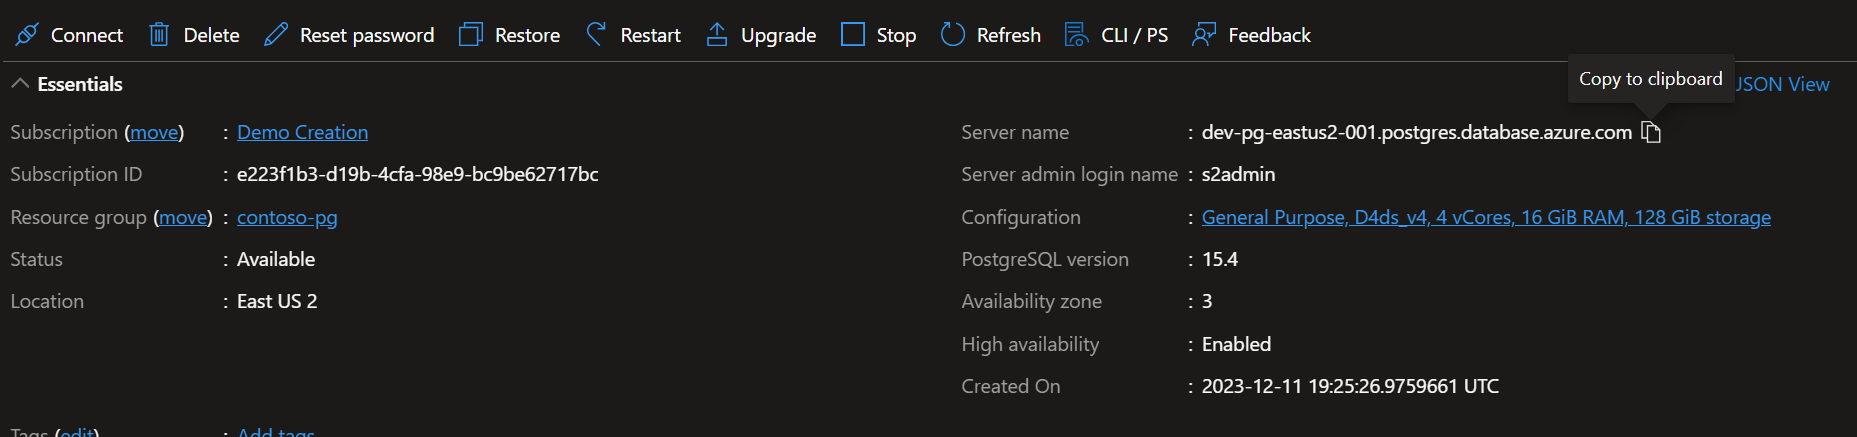 Connect Delete Reset password Restore Restart Upgrade Stop Refresh CLI / PS Feedback
Essentials
Copy to clipboard
JSON View
Subscription (move) : Demo Creation
Subscription ID : e223f1b3-d19b-4cfa-98e9-bc9be62717bc
Resource group (move) : contoso-pg
Status : Available
Location : East US 2
Server name : dev-pg-eastus2-001.postgres.database.azure.com
Server admin login name : s2admin
Configuration : General Purpose, D4ds_v4, 4 vCores, 16 GiB RAM, 128 GiB storage
PostgreSQL version : 15.4
Availability zone : 3
High availability : Enabled
Created On : 2023-12-11 19:25:26.9759661 UTC
Tags (edit) : Add tags